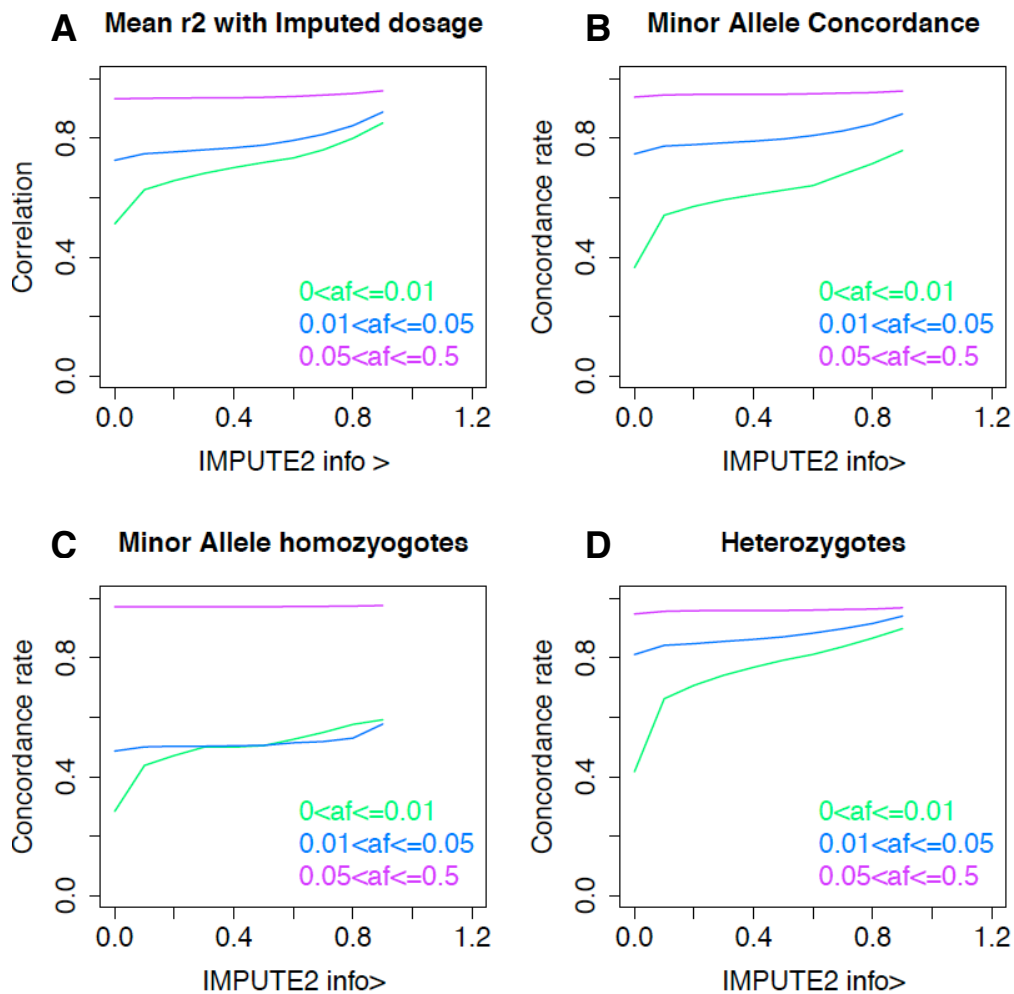 A Mean r2 with Imputed dosage
Correlation
0.0 0.4 0.8
0<af<=0.01
0.01<af<=0.05
0.05<af<=0.5
0.0 0.4 0.8 1.2
IMPUTE2 info >
B Minor Allele Concordance
Concordance rate
0.0 0.4 0.8
0<af<=0.01
0.01<af<=0.05
0.05<af<=0.5
0.0 0.4 0.8 1.2
IMPUTE2 info>
C Minor Allele homozyogotes
Concordance rate
0.0 0.4 0.8
0<af<=0.01
0.01<af<=0.05
0.05<af<=0.5
0.0 0.4 0.8 1.2
IMPUTE2 info>
D Heterozygotes
Concordance rate
0.0 0.4 0.8
0<af<=0.01
0.01<af<=0.05
0.05<af<=0.5
0.0 0.4 0.8 1.2
IMPUTE2 info>